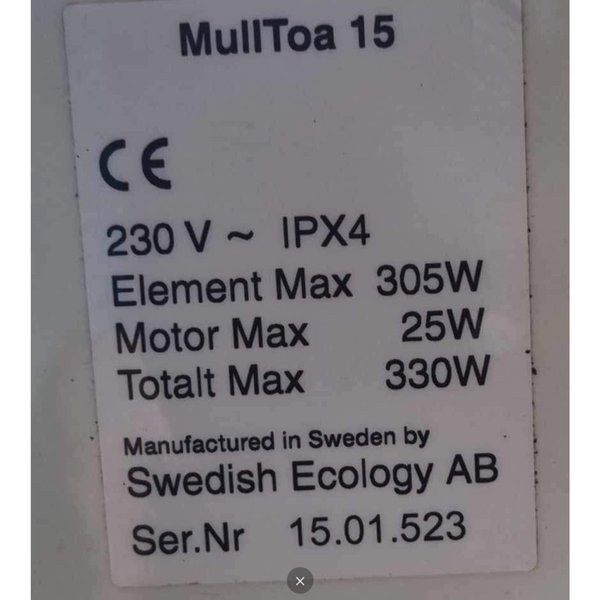 MullToa 15
CE
230 V ~ IPX4
Element Max 305W
Motor Max 25W
Totalt Max 330W
Manufactured in Sweden by
Swedish Ecology AB
Ser.Nr 15.01.523